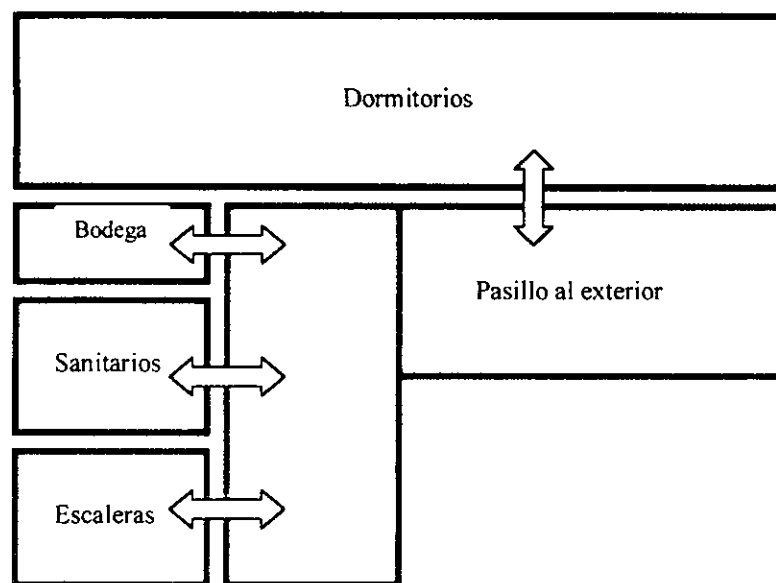 Dormitorios
Bodega
Pasillo al exterior
Sanitarios
Escaleras